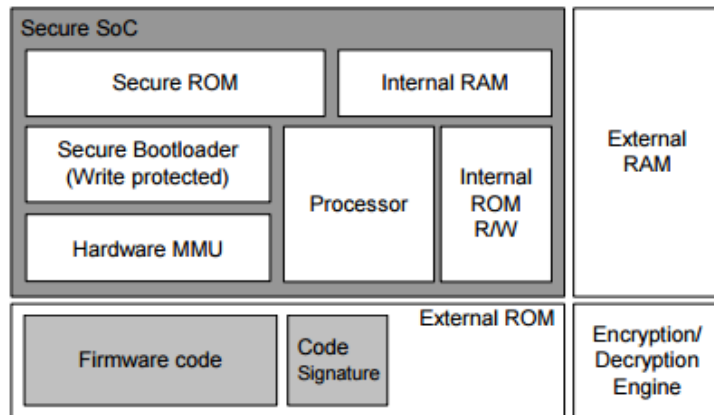 Secure SoC
Secure ROM
Internal RAM
Secure Bootloader
(Write protected)
Hardware MMU
Processor
Internal
ROM
R/W
External
RAM
External ROM
Firmware code
Code
Signature
Encryption/
Decryption
Engine